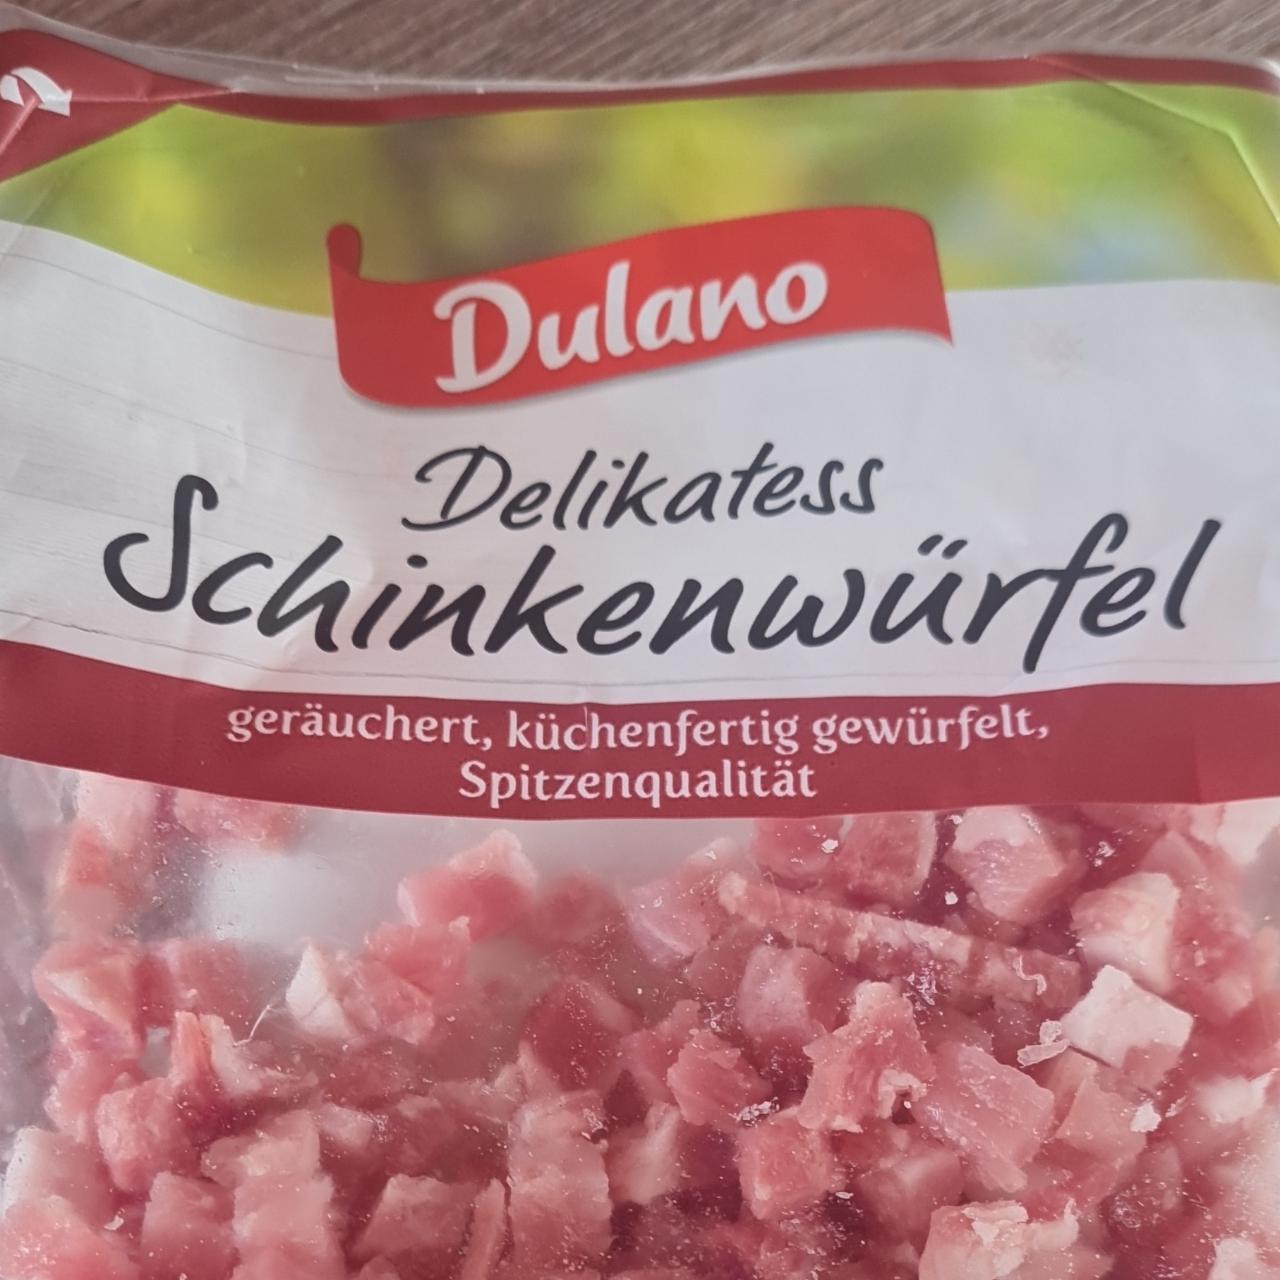 Dulano
Delikatess
Schinkenwürfel
geräuchert, küchenfertig gewürfelt,
Spitzenqualität